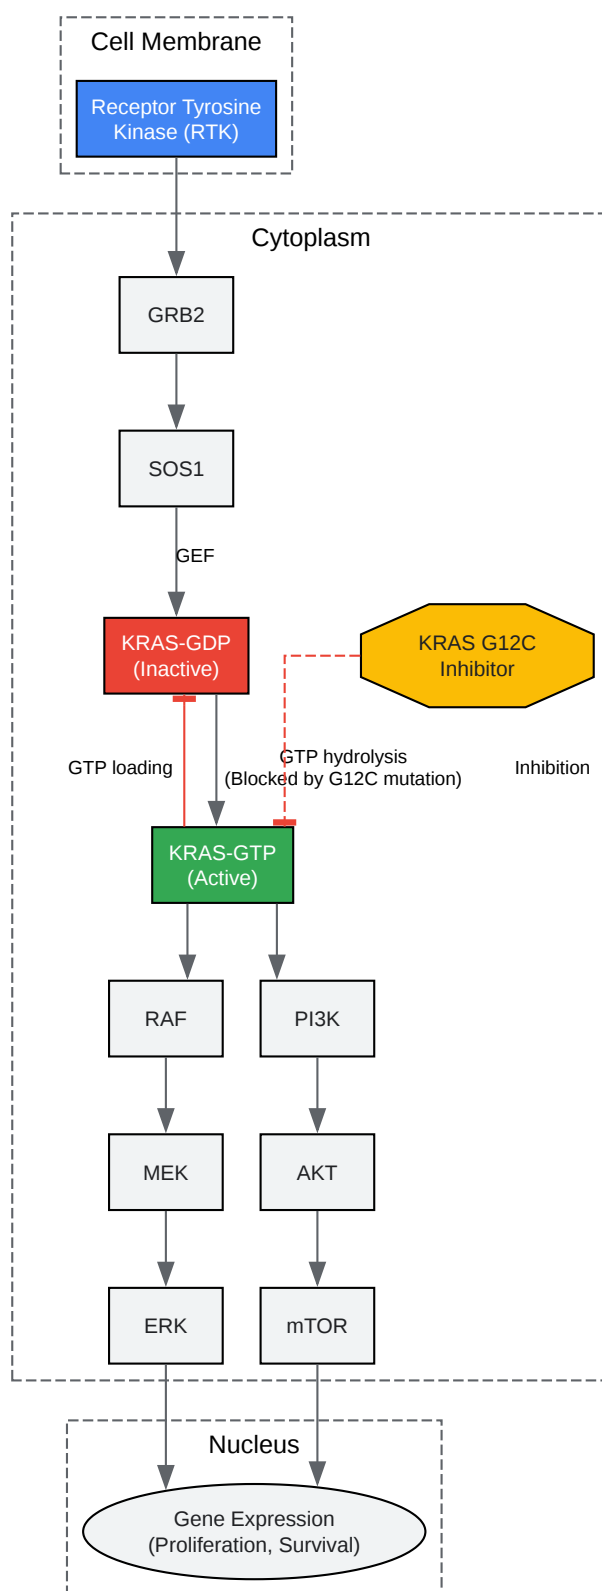 Cell Membrane
Receptor Tyrosine
Kinase (RTK)
Cytoplasm
GRB2
SOS1
GEF
KRAS-GDP
(Inactive)
KRAS G12C
Inhibitor
GTP loading
GTP hydrolysis
(Blocked by G12C mutation)
Inhibition
KRAS-GTP
(Active)
RAF
PI3K
MEK
AKT
ERK
mTOR
Nucleus
Gene Expression
(Proliferation, Survival)